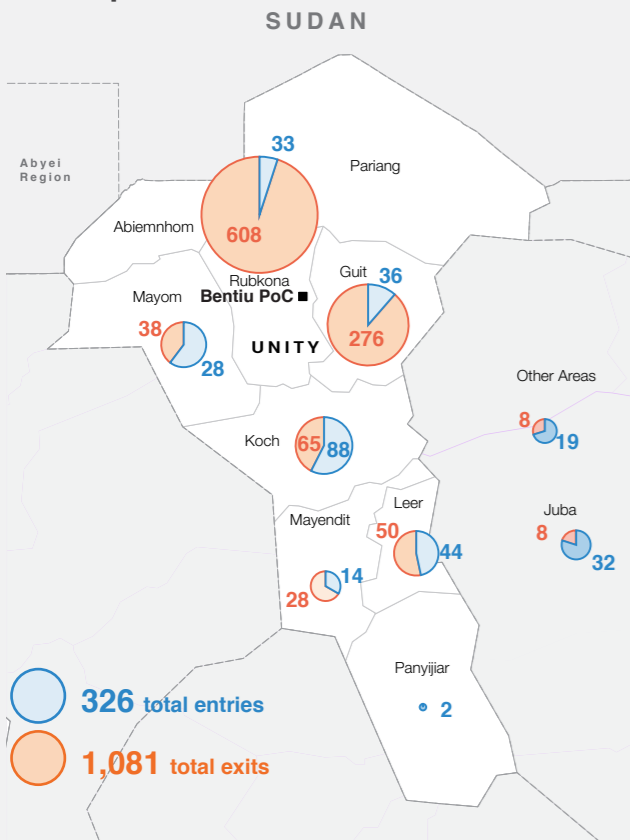 SUDAN
33
Abyei
Region
Pariang
608
Abiemnhom
Rubkona
Guit
36
Mayom
Bentiu PoC
38
276
28
UNITY
Other Areas
8
19
Koch
65
88
Leer
Mayendit
50
44
Juba
8
32
14
28
Panyijiar
2
326 total entries
1,081 total exits